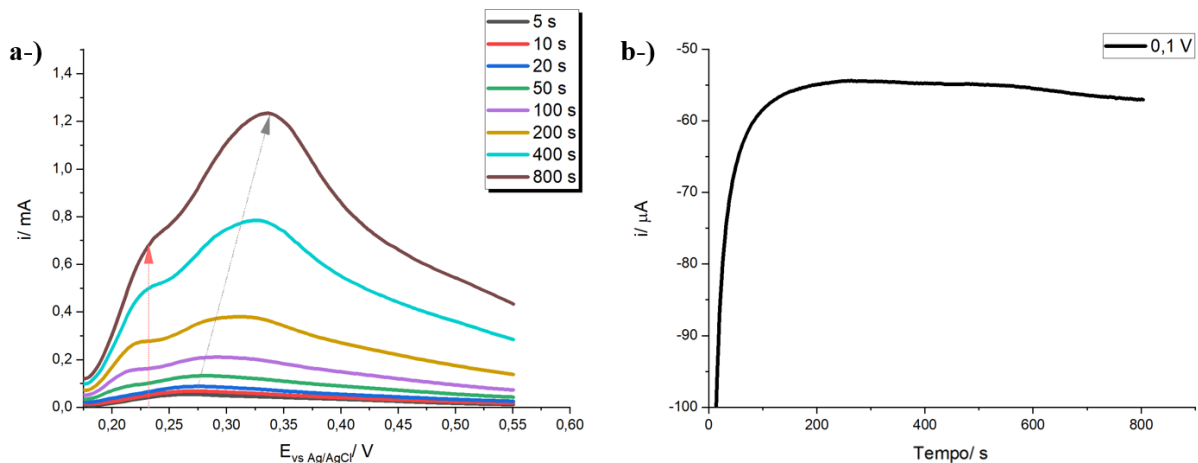 a-)
5 s
10 s
20 s
50 s
100 s
200 s
400 s
800 s
1,4
1,2
1,0
0,8
0,6
0,4
0,2
0,0
i/ mA
0,20 0,25 0,30 0,35 0,40 0,45 0,50 0,55 0,60
E vs Ag/AgCl/ V
b-)
0,1 V
-50
-60
-70
-80
-90
-100
i/ μA
0 200 400 600 800
Tempo/ s